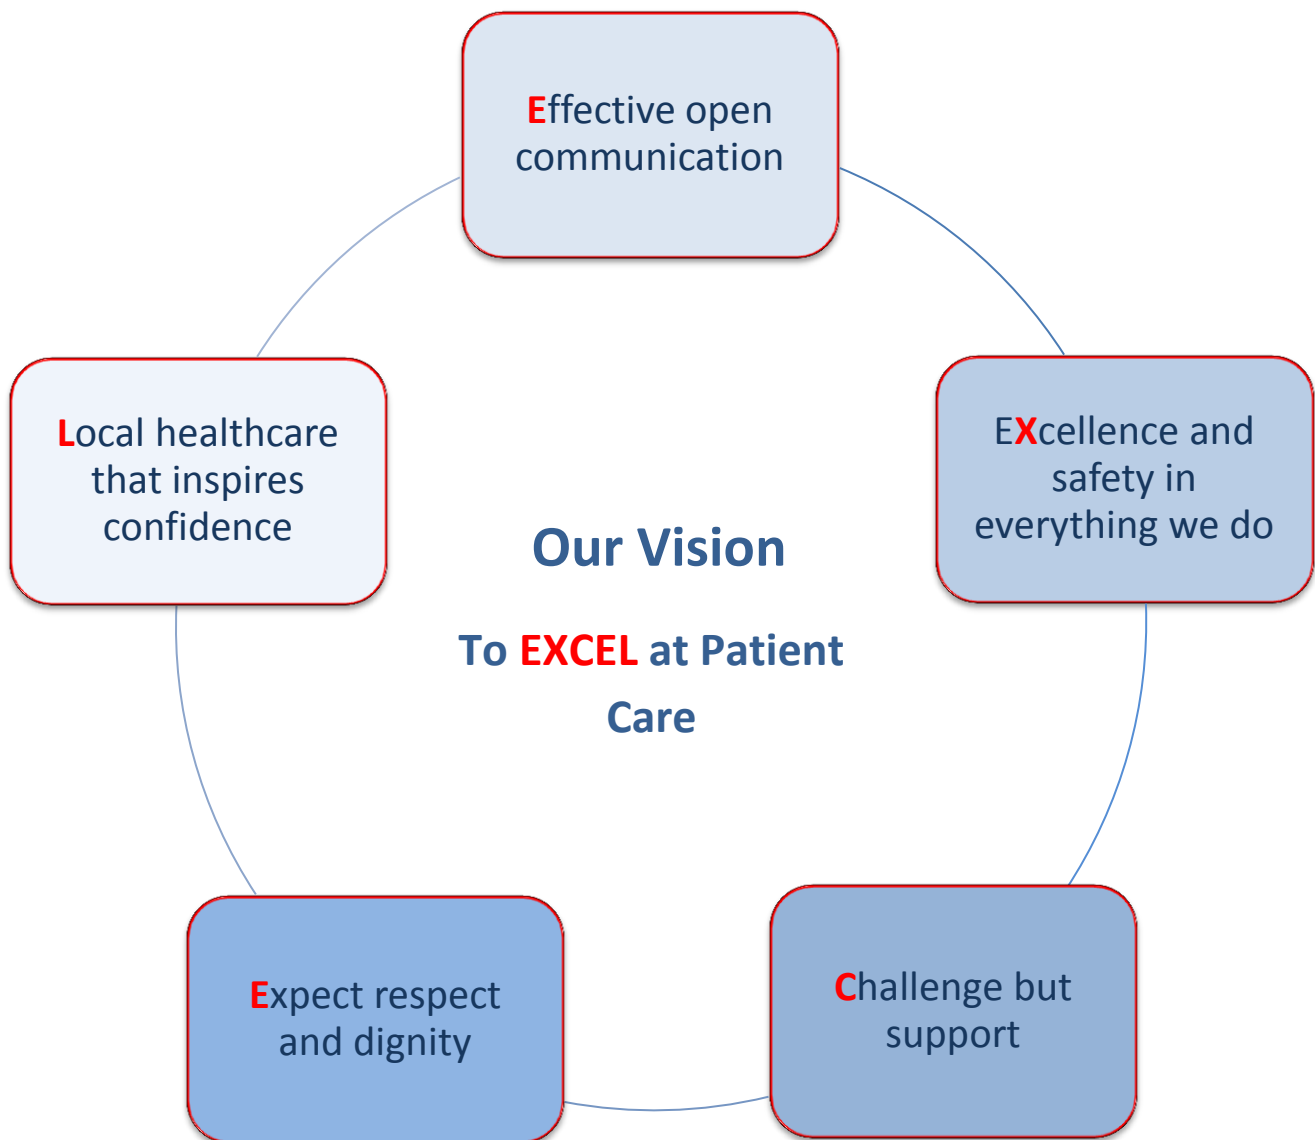 Effective open
communication
EXcellence and
safety in
everything we do
Challenge but
support
Expect respect
and dignity
Local healthcare
that inspires
confidence
Our Vision
To EXCEL at Patient
Care